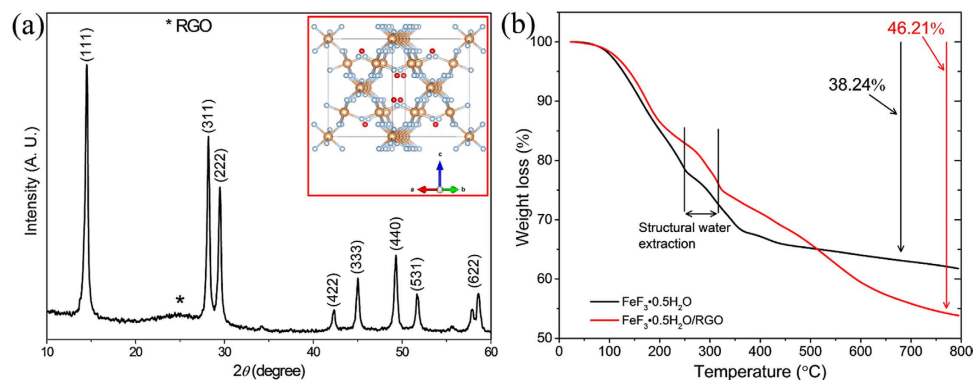 (a)
* RGO
(111)
(311)
(222)
(422)
(333)
(440)
(531)
(622)
*
a
b
c
Intensity (A. U.)
10
20
30
40
50
60
2θ (degree)
(b)
46.21%
38.24%
Structural water
extraction
FeF₃•0.5H₂O
FeF₃•0.5H₂O/RGO
Weight loss (%)
100
90
80
70
60
50
0
100
200
300
400
500
600
700
800
Temperature (°C)